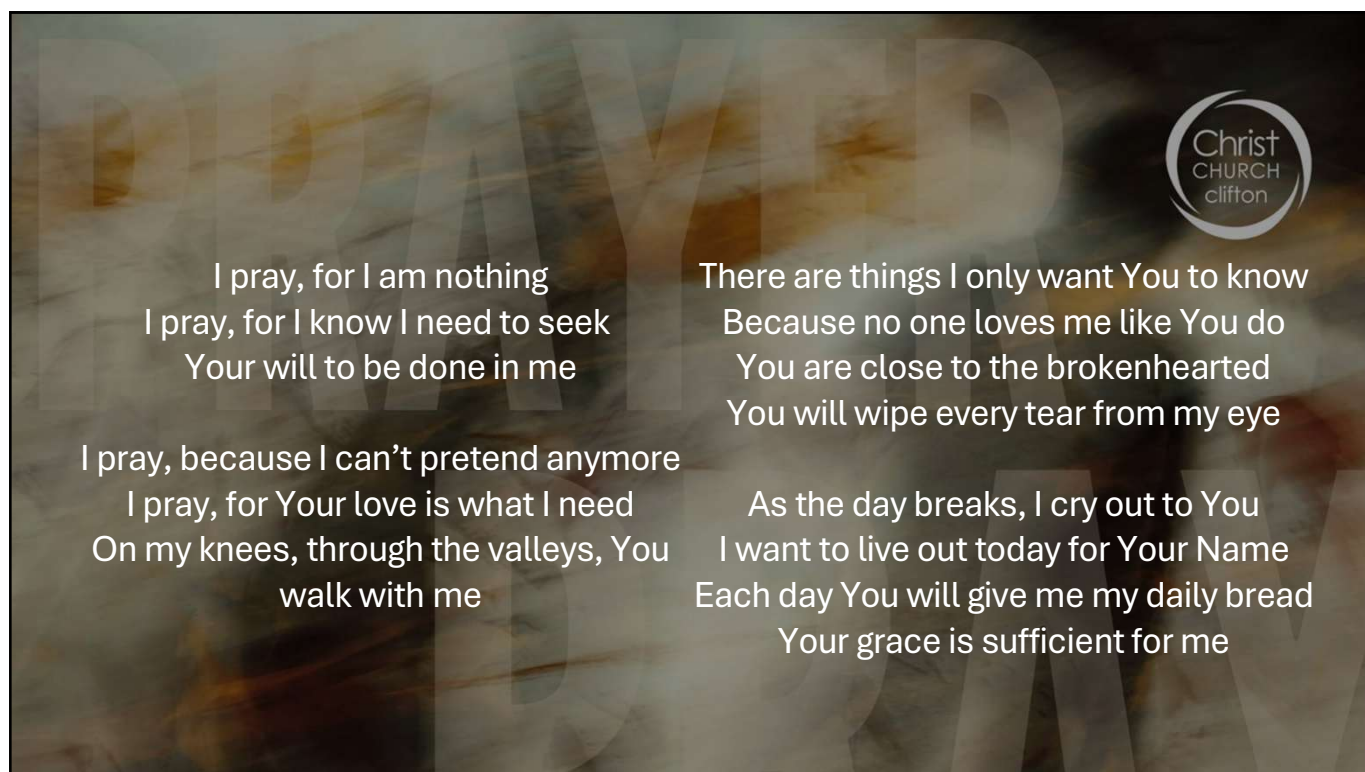 PRAYER
Christ
CHURCH
clifton
I pray, for I am nothing
I pray, for I know I need to seek
Your will to be done in me
I pray, because I can’t pretend anymore
I pray, for Your love is what I need
On my knees, through the valleys, You
walk with me
There are things I only want You to know
Because no one loves me like You do
You are close to the brokenhearted
You will wipe every tear from my eye
As the day breaks, I cry out to You
I want to live out today for Your Name
Each day You will give me my daily bread
Your grace is sufficient for me
PRAY